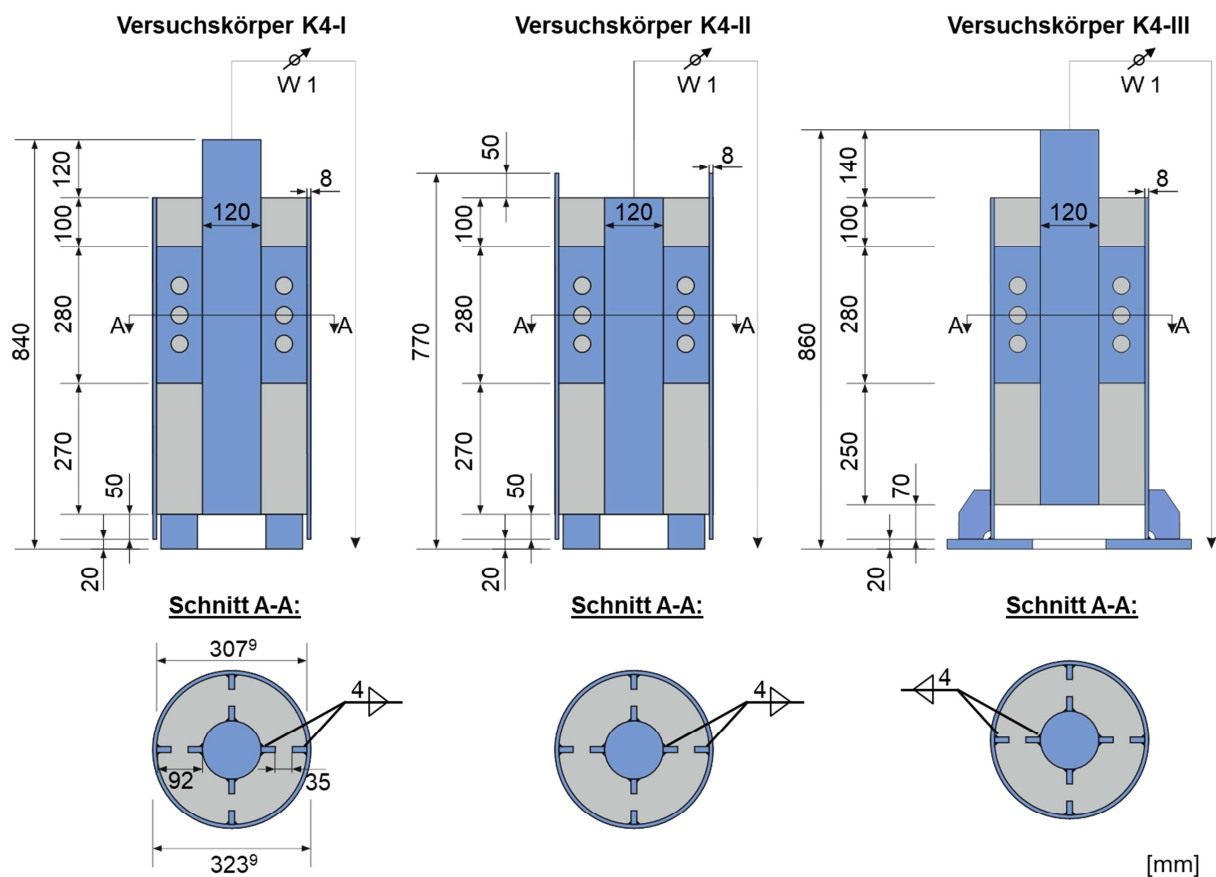 Versuchskörper K4-I
W 1
840
120
100
280
270
50
20
120
8
A
A
Schnitt A-A:
307⁹
4
92
35
323⁹
Versuchskörper K4-II
W 1
50
770
100
280
270
50
20
120
8
A
A
Schnitt A-A:
4
Versuchskörper K4-III
W 1
860
140
100
280
250
70
20
120
8
A
A
Schnitt A-A:
4
[mm]